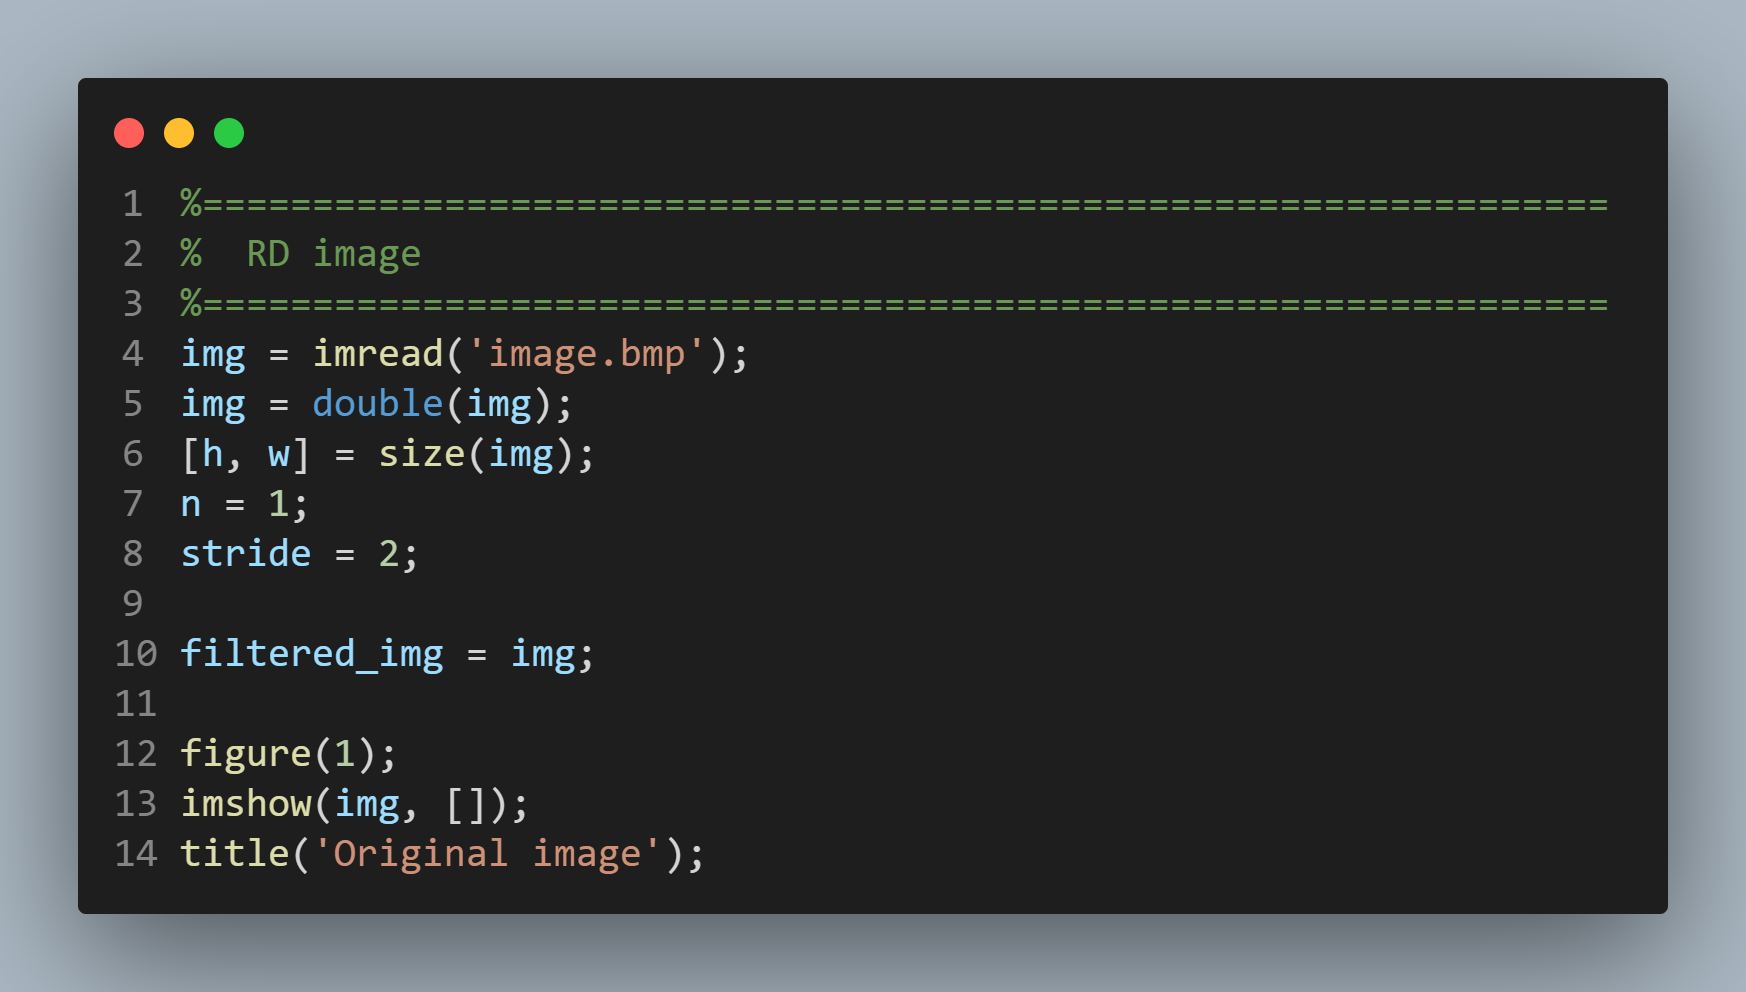 1 %================================================================
2 %  RD image
3 %================================================================
4 img = imread('image.bmp');
5 img = double(img);
6 [h, w] = size(img);
7 n = 1;
8 stride = 2;
9
10 filtered_img = img;
11
12 figure(1);
13 imshow(img, []);
14 title('Original image');